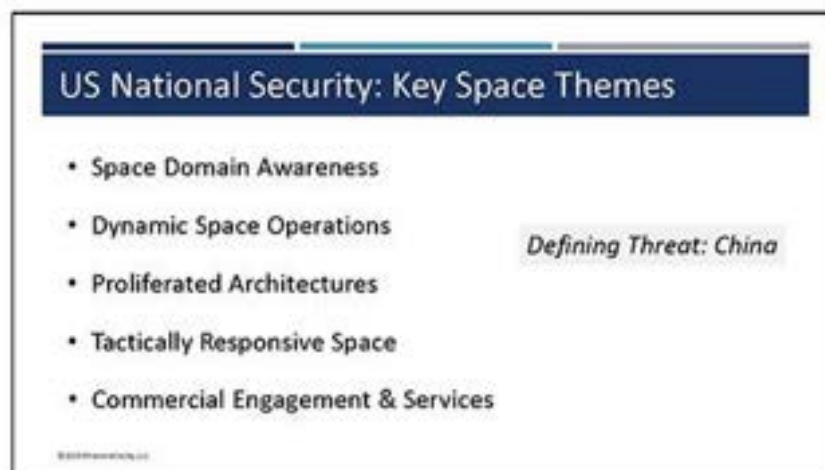 US National Security: Key Space Themes
• Space Domain Awareness
• Dynamic Space Operations
Defining Threat: China
• Proliferated Architectures
• Tactically Responsive Space
• Commercial Engagement & Services